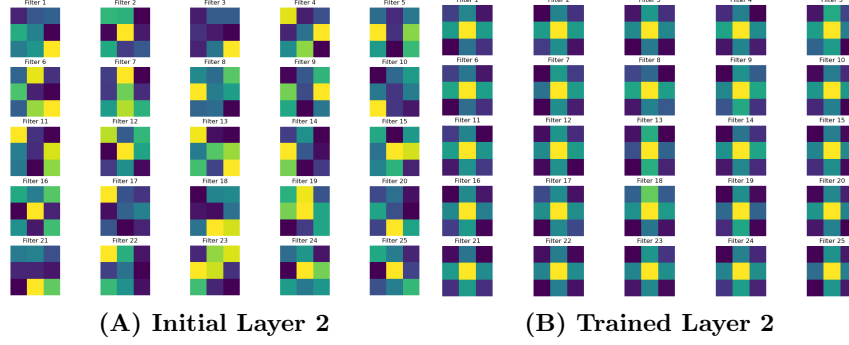 Filter 1 Filter 2 Filter 3 Filter 4 Filter 5
Filter 6 Filter 7 Filter 8 Filter 9 Filter 10
Filter 11 Filter 12 Filter 13 Filter 14 Filter 15
Filter 16 Filter 17 Filter 18 Filter 19 Filter 20
Filter 21 Filter 22 Filter 23 Filter 24 Filter 25
(A) Initial Layer 2
Filter 6 Filter 7 Filter 8 Filter 9 Filter 10
Filter 11 Filter 12 Filter 13 Filter 14 Filter 15
Filter 16 Filter 17 Filter 18 Filter 19 Filter 20
Filter 21 Filter 22 Filter 23 Filter 24 Filter 25
(B) Trained Layer 2